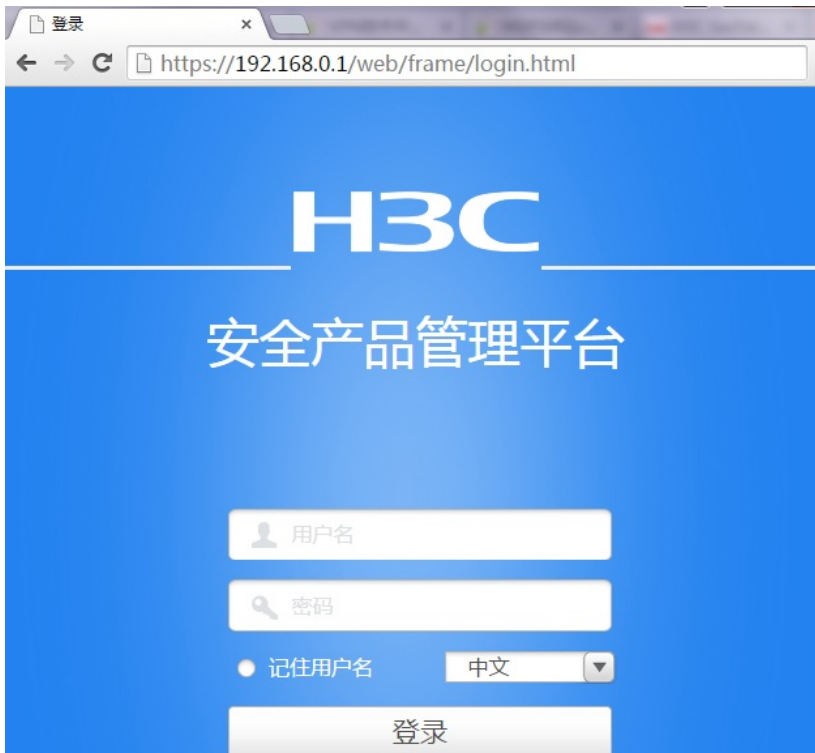 登录
https://192.168.0.1/web/frame/login.html
H3C
安全产品管理平台
用户名
密码
记住用户名 中文
登录